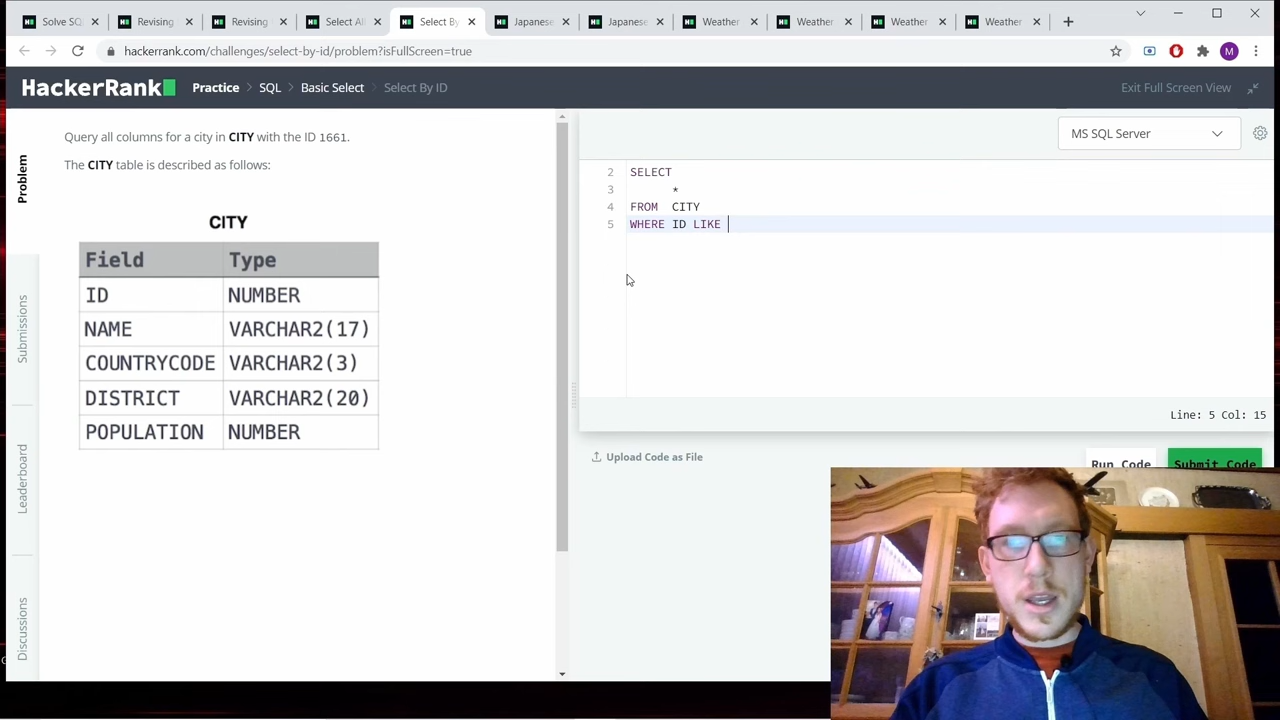 Solve SQ
Revising
Revising
Select All
Select By
Japanese
Japanese
Weather
Weather
Weather
Weather
hackerrank.com/challenges/select-by-id/problem?isFullScreen=true
M
HackerRank
Practice > SQL > Basic Select > Select By ID
Exit Full Screen View
Problem
Submissions
Leaderboard
Discussions
Query all columns for a city in CITY with the ID 1661.
The CITY table is described as follows:
CITY
Field Type
ID NUMBER
NAME VARCHAR2(17)
COUNTRYCODE VARCHAR2(3)
DISTRICT VARCHAR2(20)
POPULATION NUMBER
MS SQL Server
2 SELECT
3 *
4 FROM CITY
5 WHERE ID LIKE
Line: 5 Col: 15
Upload Code as File
Run Code
Submit Code